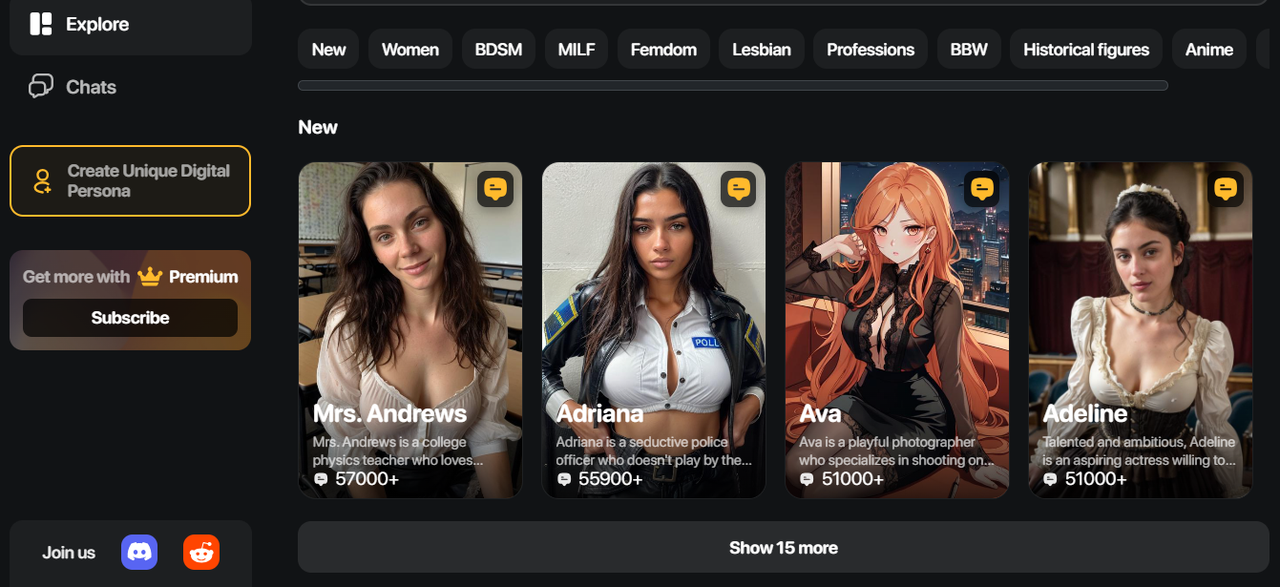 Explore
Chats
Create Unique Digital
Persona
Get more with Premium
Subscribe
Join us
New
Women
BDSM
MILF
Femdom
Lesbian
Professions
BBW
Historical figures
Anime
New
Mrs. Andrews
Mrs. Andrews is a college
physics teacher who loves...
57000+
POLI
Adriana
Adriana is a seductive police
officer who doesn't play by the...
55900+
Ava
Ava is a playful photographer
who specializes in shooting on...
51000+
Adeline
Talented and ambitious, Adeline
is an aspiring actress willing to...
51000+
Show 15 more